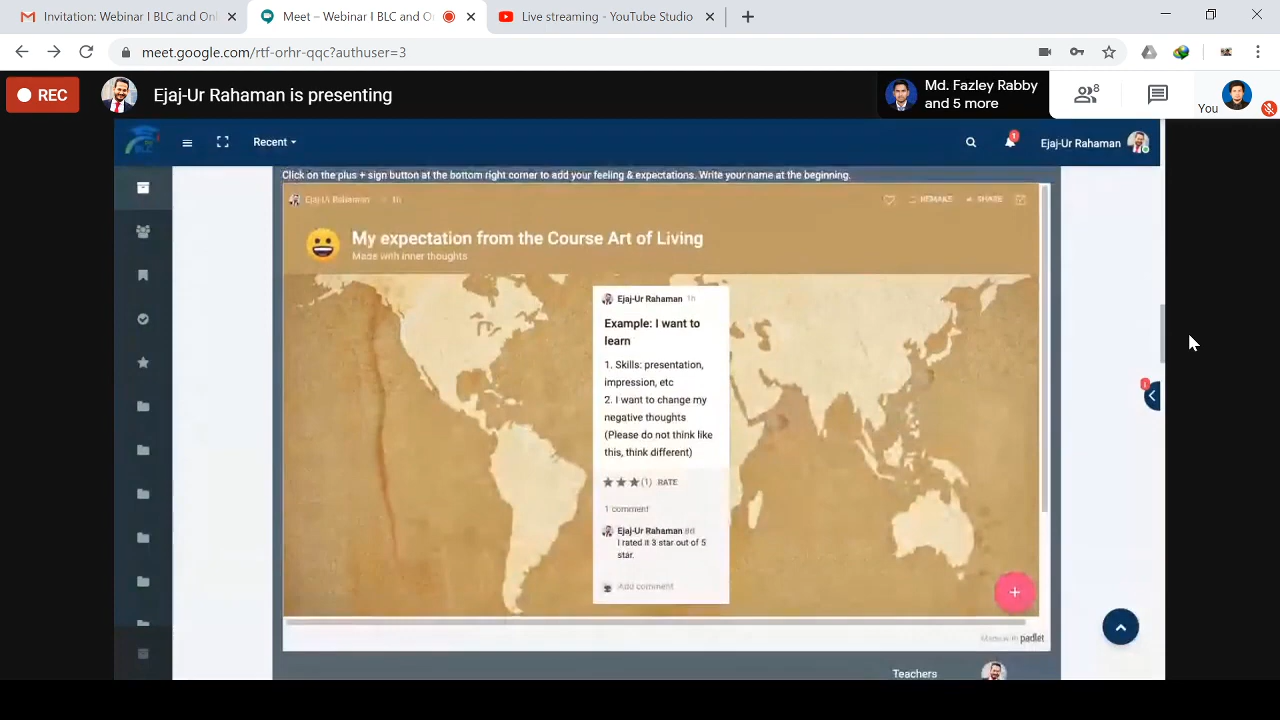 Invitation: Webinar I BLC and Onl
Meet – Webinar I BLC and O
Live streaming - YouTube Studio
meet.google.com/rtf-orhr-qqc?authuser=3
REC
Ejaj-Ur Rahaman is presenting
Md. Fazley Rabby
and 5 more
8
You
Recent
1
Ejaj-Ur Rahaman
Click on the plus + sign button at the bottom right corner to add your feeling & expectations. Write your name at the beginning.
Ejaj-Ur Rahaman 1h
REMAKE
SHARE
My expectation from the Course Art of Living
Made with inner thoughts
Ejaj-Ur Rahaman 1h
Example: I want to
learn
1. Skills: presentation,
impression, etc
2. I want to change my
negative thoughts
(Please do not think like
this, think different)
(1) RATE
1 comment
Ejaj-Ur Rahaman
I rated it 3 star out of 5
star.
Add comment
Made with padlet
Teachers